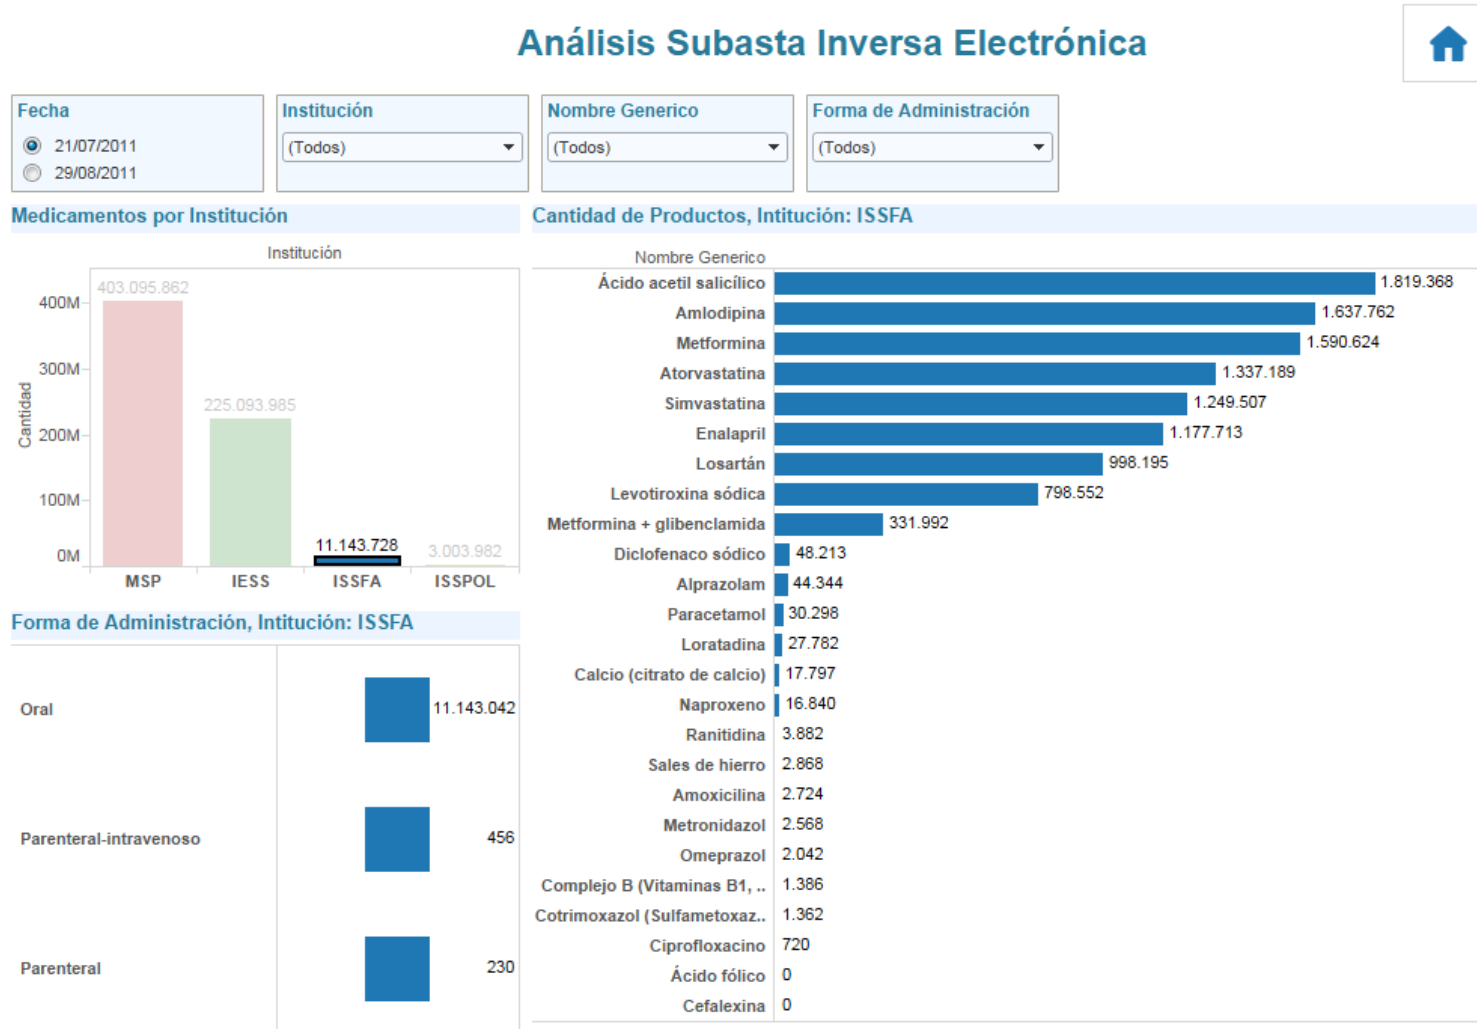 Análisis Subasta Inversa Electrónica
Fecha
21/07/2011
29/08/2011
Institución
(Todos)
Nombre Generico
(Todos)
Forma de Administración
(Todos)
Medicamentos por Institución
Institución
Cantidad
400M
300M
200M
100M
0M
403.095.862
225.093.985
11.143.728
3.003.982
MSP IESS ISSFA ISSPOL
Forma de Administración, Intitución: ISSFA
Oral 11.143.042
Parenteral-intravenoso 456
Parenteral 230
Cantidad de Productos, Intitución: ISSFA
Nombre Generico
Ácido acetil salicílico 1.819.368
Amlodipina 1.637.762
Metformina 1.590.624
Atorvastatina 1.337.189
Simvastatina 1.249.507
Enalapril 1.177.713
Losartán 998.195
Levotiroxina sódica 798.552
Metformina + glibenclamida 331.992
Diclofenaco sódico 48.213
Alprazolam 44.344
Paracetamol 30.298
Loratadina 27.782
Calcio (citrato de calcio) 17.797
Naproxeno 16.840
Ranitidina 3.882
Sales de hierro 2.868
Amoxicilina 2.724
Metronidazol 2.568
Omeprazol 2.042
Complejo B (Vitaminas B1, .. 1.386
Cotrimoxazol (Sulfametoxaz.. 1.362
Ciprofloxacino 720
Ácido fólico 0
Cefalexina 0